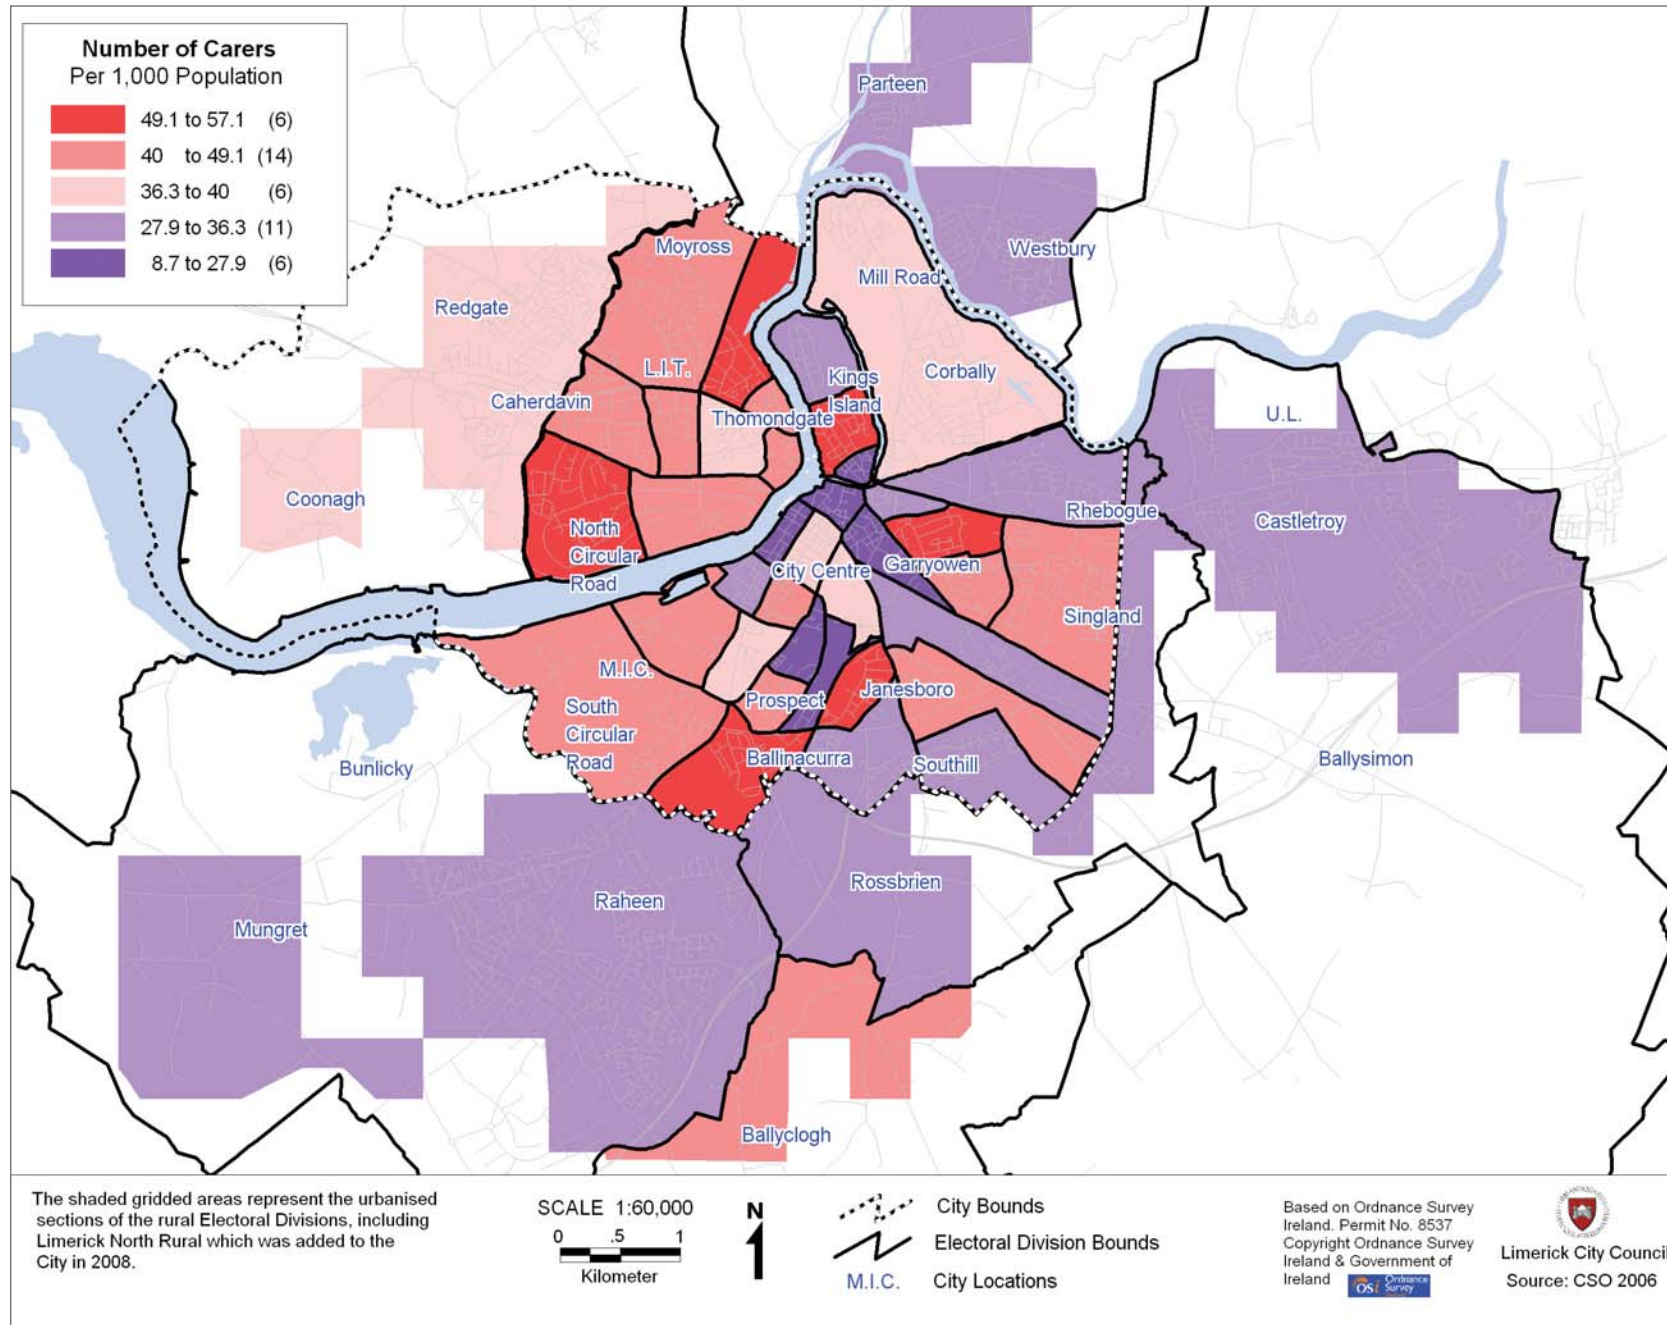 Number of Carers
Per 1,000 Population
49.1 to 57.1 (6)
40 to 49.1 (14)
36.3 to 40 (6)
27.9 to 36.3 (11)
8.7 to 27.9 (6)
Parteen
Westbury
Moyross
Mill Road
Redgate
L.I.T.
Kings
Island
Corbally
Caherdavin
Thomondgate
U.L.
Coonagh
Rhebogue
Castletroy
North
Circular
Road
City Centre
Garryowen
Singland
M.I.C.
Prospect
Janesboro
South
Circular
Road
Ballinacurra
Southill
Bunlicky
Ballysimon
Rossbrien
Raheen
Mungret
Ballyclogh
The shaded gridded areas represent the urbanised
sections of the rural Electoral Divisions, including
Limerick North Rural which was added to the
City in 2008.
SCALE 1:60,000
0 .5 1
Kilometer
N
City Bounds
Electoral Division Bounds
M.I.C. City Locations
Based on Ordnance Survey
Ireland. Permit No. 8537
Copyright Ordnance Survey
Ireland & Government of
Ireland
OSi Ordnance
Survey
Limerick City Council
Source: CSO 2006